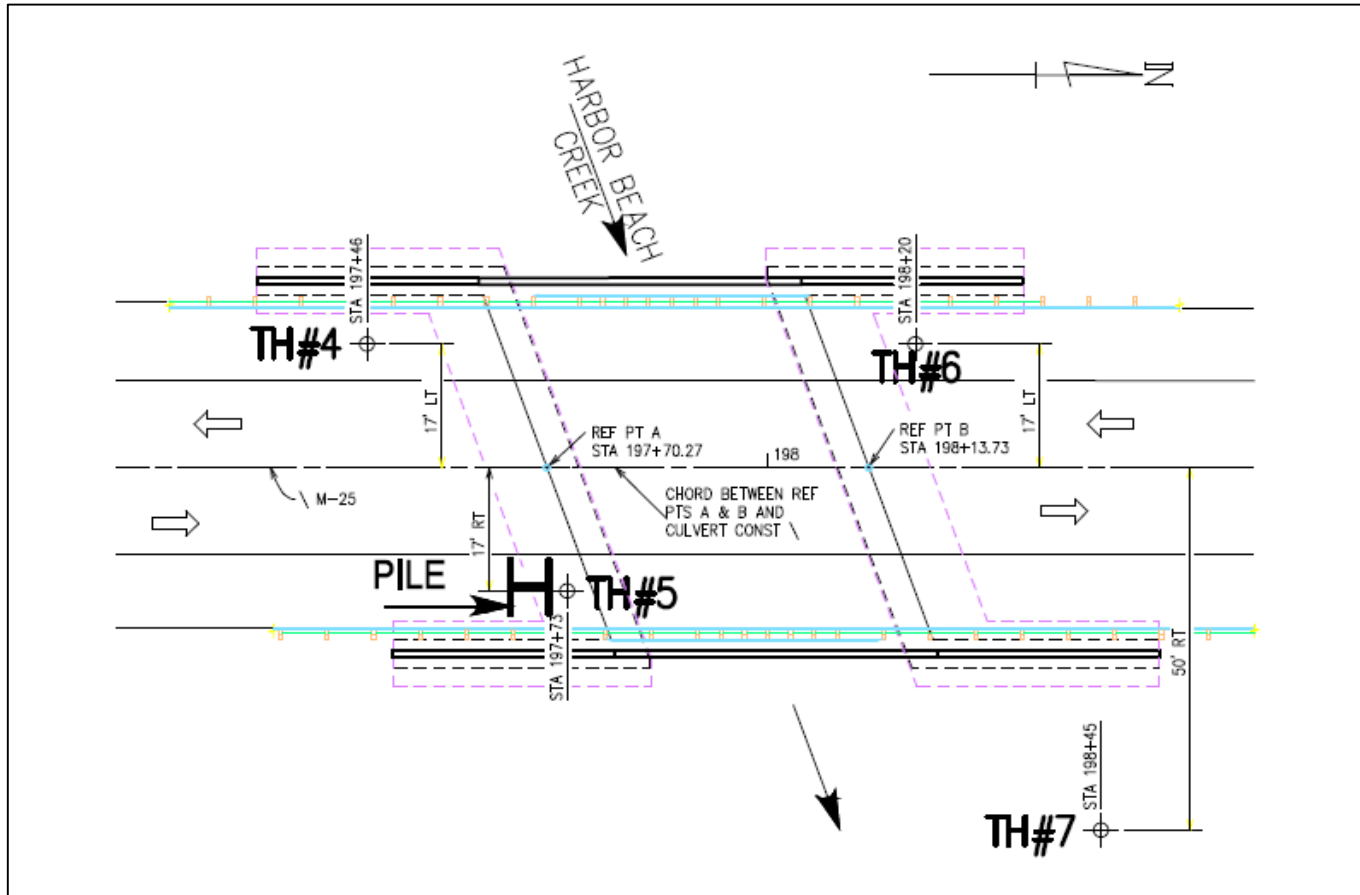 N
HARBOR BEACH
CREEK
STA 197+46
STA 198+20
TH#4
TH#6
17' LT
17' LT
REF PT A
STA 197+70.27
REF PT B
STA 198+13.73
198
M-25
CHORD BETWEEN REF
PTS A & B AND
CULVERT CONST \
17' RT
PILE
H
TH#5
STA 197+73
50' RT
STA 198+45
TH#7